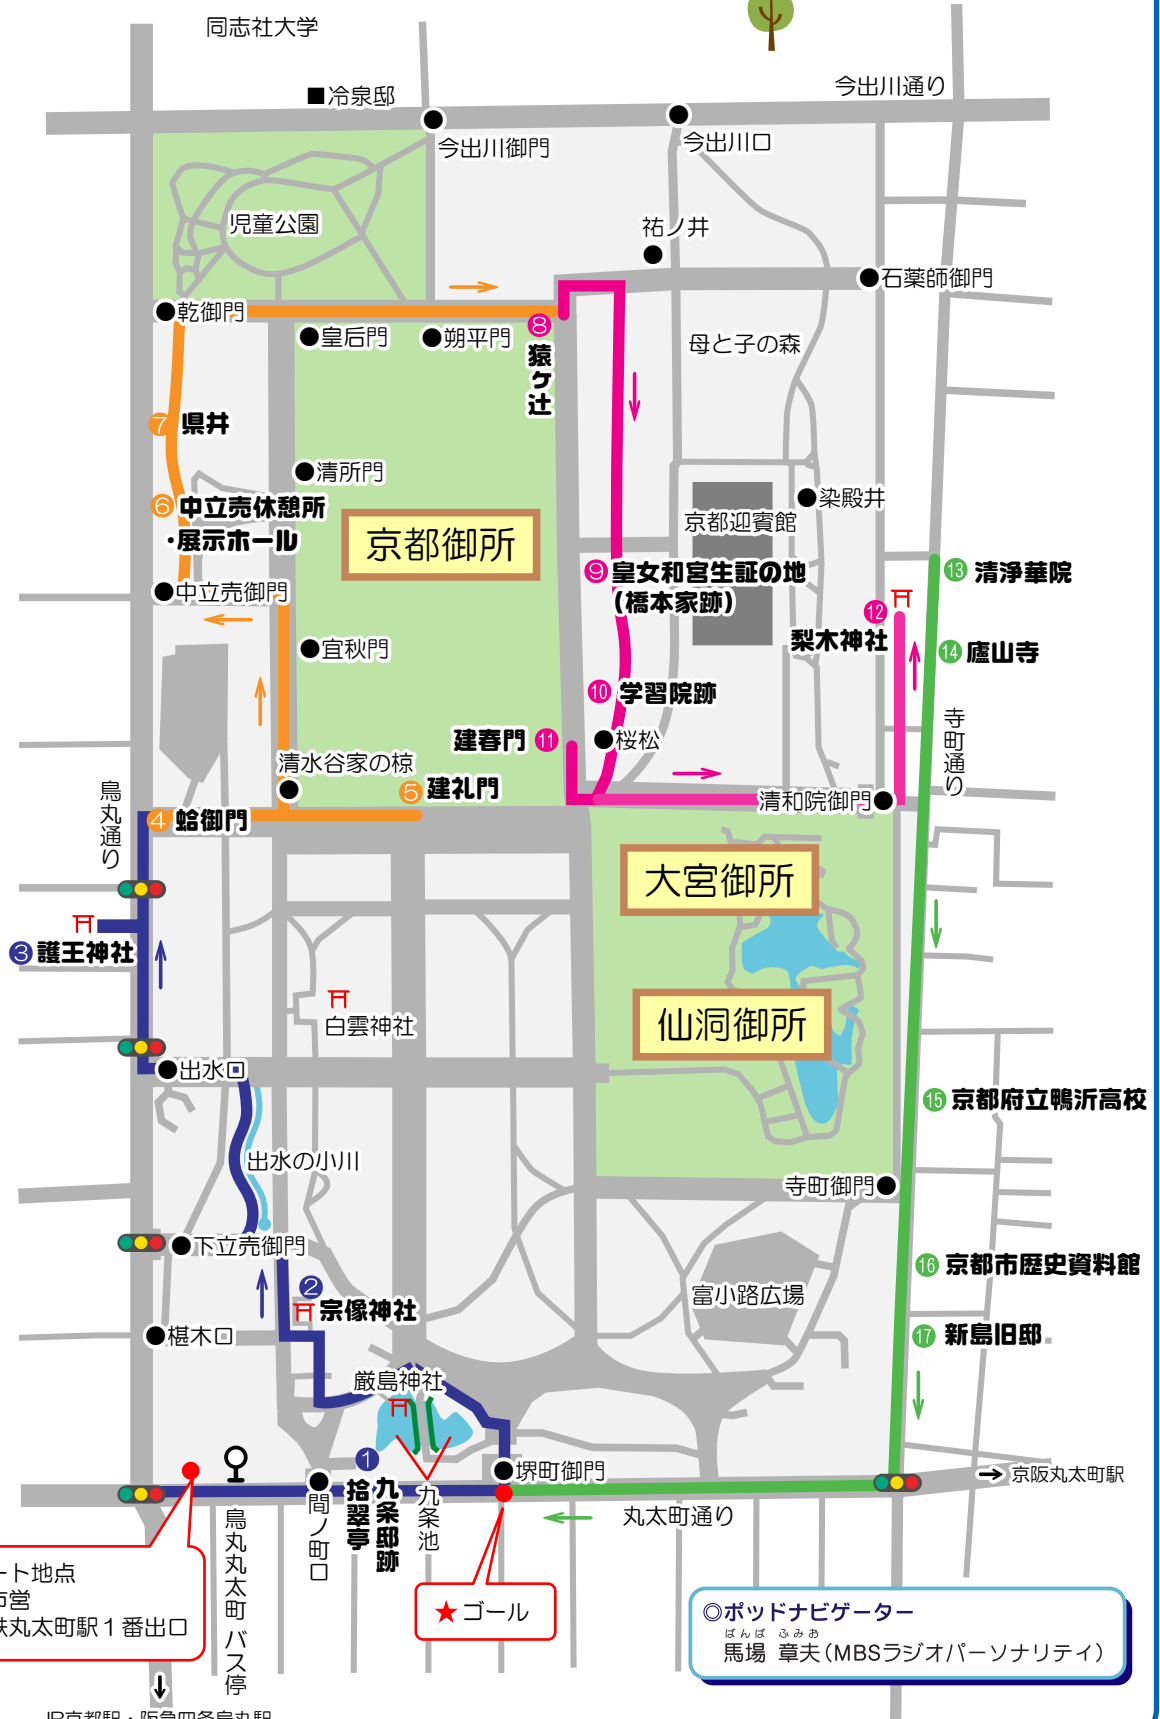 同志社大学
■冷泉邸
今出川通り
今出川御門
今出川口
児童公園
祐ノ井
石薬師御門
乾御門
皇后門
朔平門
⑧
猿ヶ辻
母と子の森
⑦ 県井
清所門
⑥ 中立売休憩所
・展示ホール
京都御所
京都迎賓館
染殿井
中立売御門
⑨ 皇女和宮生証の地
(橋本家跡)
⑫
梨木神社
⑬ 清浄華院
⑭ 廬山寺
宜秋門
⑩ 学習院跡
寺町通り
建春門 ⑪
桜松
清水谷家の椋
⑤ 建礼門
清和院御門
烏丸通り
④ 蛤御門
大宮御所
③ 護王神社
白雲神社
仙洞御所
出水口
⑮ 京都府立鴨沂高校
出水の小川
寺町御門
下立売御門
②
宗像神社
富小路広場
⑯ 京都市歴史資料館
⑰ 新島旧邸
椹木口
厳島神社
①
九条邸跡
拾翠亭
九条池
堺町御門
間ノ町口
→ 京阪丸太町駅
丸太町通り
烏丸丸太町 バス停
ート地点
市営
鉄丸太町駅1番出口
★ゴール
◎ポッドナビゲーター
ばんば ふみお
馬場 章夫(MBSラジオパーソナリティ)
JR京都駅・阪急四条烏丸駅